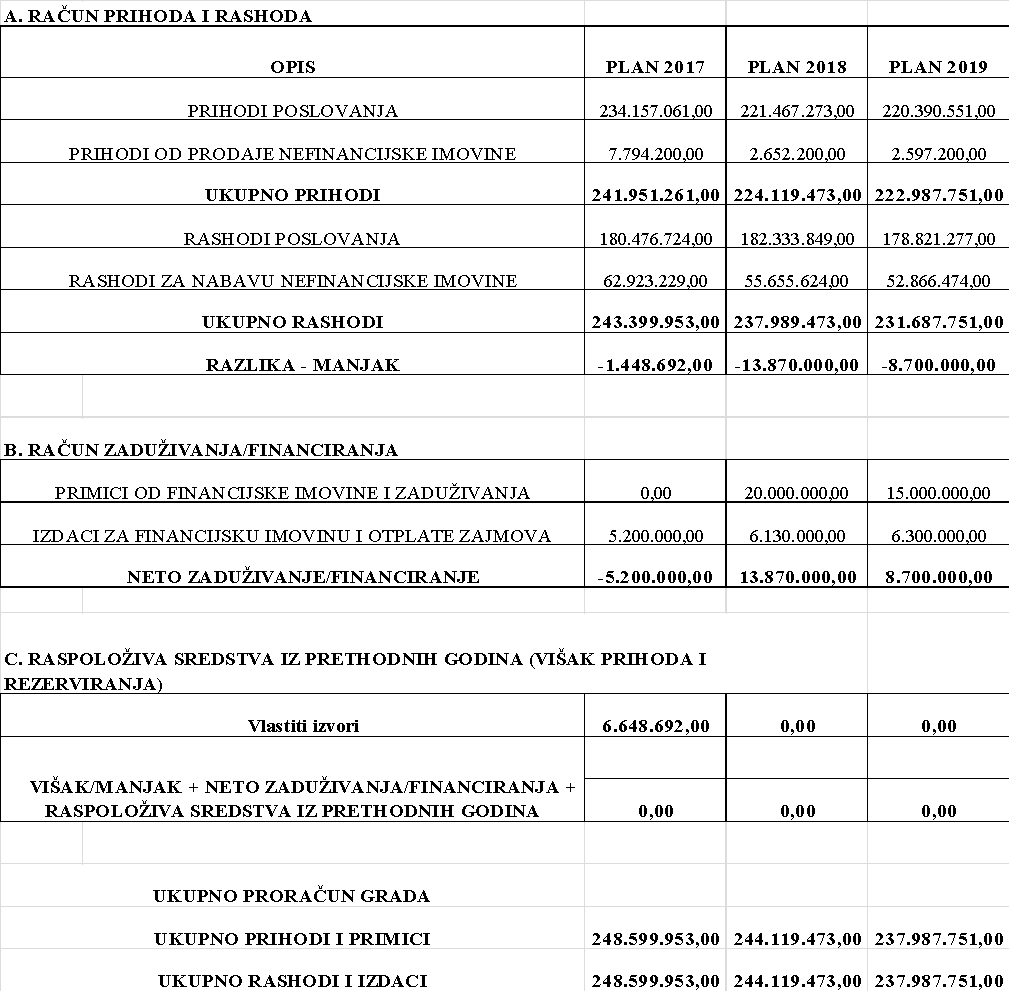 A. RAČUN PRIHODA I RASHODA
OPIS PLAN 2017 PLAN 2018 PLAN 2019
PRIHODI POSLOVANJA 234.157.061,00 221.467.273,00 220.390.551,00
PRIHODI OD PRODAJE NEFINANCIJSKE IMOVINE 7.794.200,00 2.652.200,00 2.597.200,00
UKUPNO PRIHODI 241.951.261,00 224.119.473,00 222.987.751,00
RASHODI POSLOVANJA 180.476.724,00 182.333.849,00 178.821.277,00
RASHODI ZA NABAVU NEFINANCIJSKE IMOVINE 62.923.229,00 55.655.624,00 52.866.474,00
UKUPNO RASHODI 243.399.953,00 237.989.473,00 231.687.751,00
RAZLIKA - MANJAK -1.448.692,00 -13.870.000,00 -8.700.000,00
B. RAČUN ZADUŽIVANJA/FINANCIRANJA
PRIMICI OD FINANCIJSKE IMOVINE I ZADUŽIVANJA 0,00 20.000.000,00 15.000.000,00
IZDACI ZA FINANCIJSKU IMOVINU I OTPLATE ZAJMOVA 5.200.000,00 6.130.000,00 6.300.000,00
NETO ZADUŽIVANJE/FINANCIRANJE -5.200.000,00 13.870.000,00 8.700.000,00
C. RASPOLOŽIVA SREDSTVA IZ PRETHODNIH GODINA (VIŠAK PRIHODA I
REZERVIRANJA)
Vlastiti izvori 6.648.692,00 0,00 0,00
VIŠAK/MANJAK + NETO ZADUŽIVANJA/FINANCIRANJA +
RASPOLOŽIVA SREDSTVA IZ PRETHODNIH GODINA 0,00 0,00 0,00
UKUPNO PRORAČUN GRADA
UKUPNO PRIHODI I PRIMICI 248.599.953,00 244.119.473,00 237.987.751,00
UKUPNO RASHODI I IZDACI 248.599.953,00 244.119.473,00 237.987.751,00